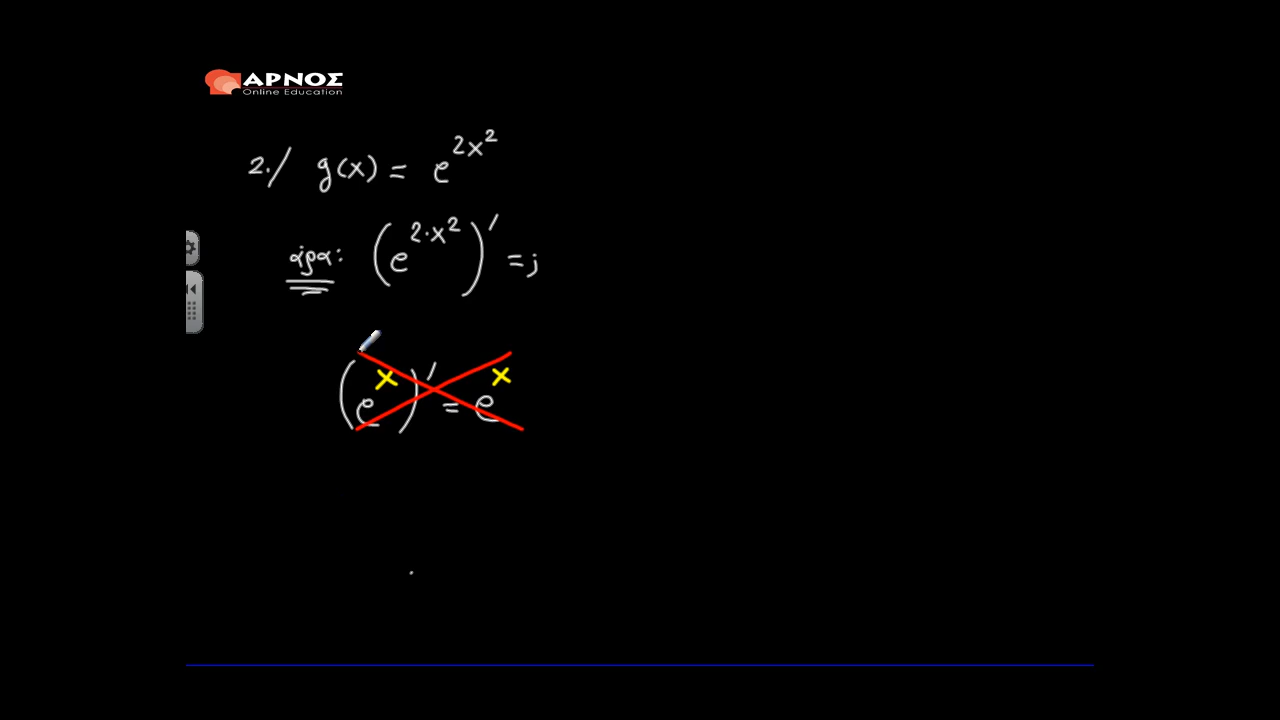 ΑΡΝΟΣ
Online Education
2./ g(x) = e^{2x^2}
άρα: (e^{2·x^2})' = ;
(e^x)' = e^x